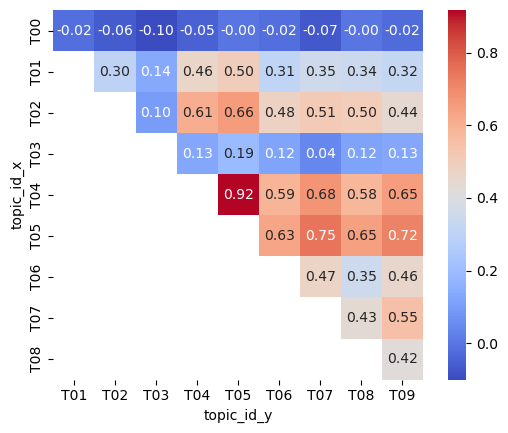 T00 -0.02 -0.06 -0.10 -0.05 -0.00 -0.02 -0.07 -0.00 -0.02
T01 0.30 0.14 0.46 0.50 0.31 0.35 0.34 0.32
T02 0.10 0.61 0.66 0.48 0.51 0.50 0.44
T03 0.13 0.19 0.12 0.04 0.12 0.13
T04 0.92 0.59 0.68 0.58 0.65
T05 0.63 0.75 0.65 0.72
T06 0.47 0.35 0.46
T07 0.43 0.55
T08 0.42
topic_id_x
T01 T02 T03 T04 T05 T06 T07 T08 T09
topic_id_y
0.8
0.6
0.4
0.2
0.0